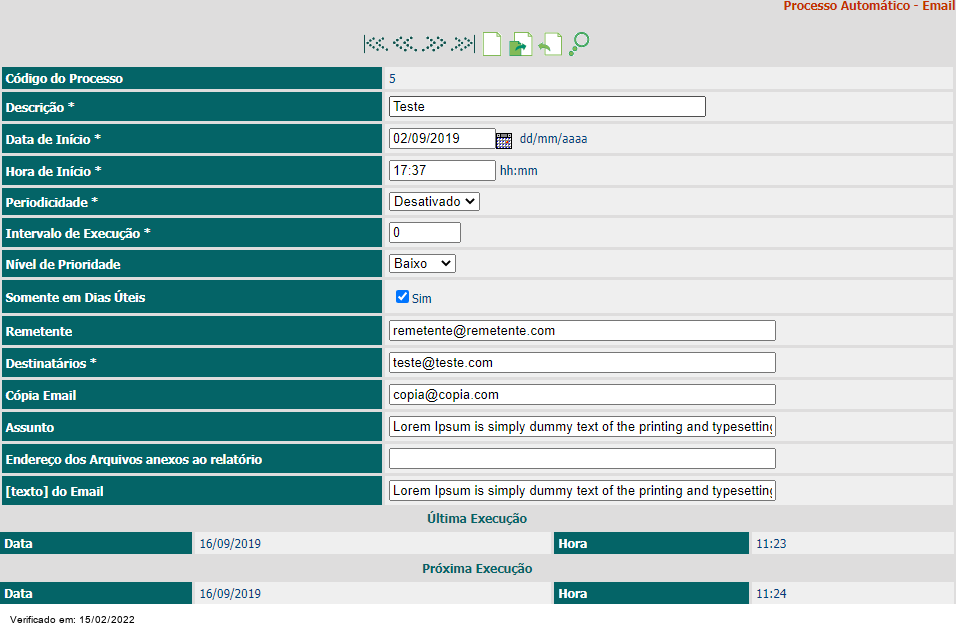 Processo Automático - Email
Código do Processo 5
Descrição * Teste
Data de Início * 02/09/2019 dd/mm/aaaa
Hora de Início * 17:37 hh:mm
Periodicidade * Desativado
Intervalo de Execução * 0
Nível de Prioridade Baixo
Somente em Dias Úteis Sim
Remetente remetente@remetente.com
Destinatários * teste@teste.com
Cópia Email copia@copia.com
Assunto Lorem Ipsum is simply dummy text of the printing and typesetting
Endereço dos Arquivos anexos ao relatório
[texto] do Email Lorem Ipsum is simply dummy text of the printing and typesetting
Última Execução
Data 16/09/2019 Hora 11:23
Próxima Execução
Data 16/09/2019 Hora 11:24
Verificado em: 15/02/2022